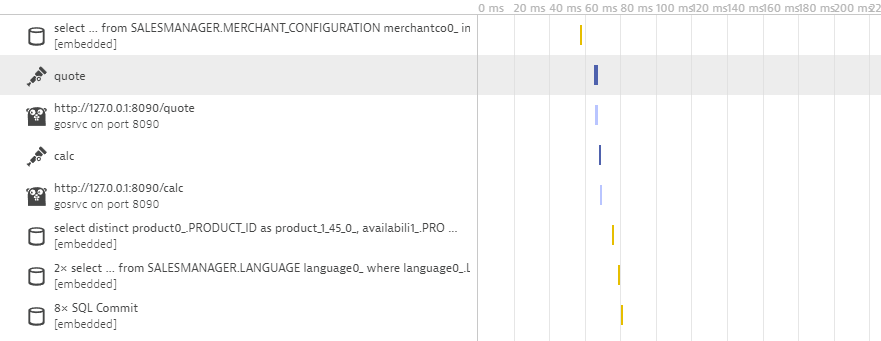 0 ms 20 ms 40 ms 60 ms 80 ms 100 ms 120 ms 140 ms 160 ms 180 ms 200 ms 22
select ... from SALESMANAGER.MERCHANT_CONFIGURATION merchantco0_ in
[embedded]
quote
http://127.0.0.1:8090/quote
gosrvc on port 8090
calc
http://127.0.0.1:8090/calc
gosrvc on port 8090
select distinct product0_.PRODUCT_ID as product_1_45_0_, availabili1_.PRO ...
[embedded]
2× select ... from SALESMANAGER.LANGUAGE language0_ where language0_.L
[embedded]
8× SQL Commit
[embedded]